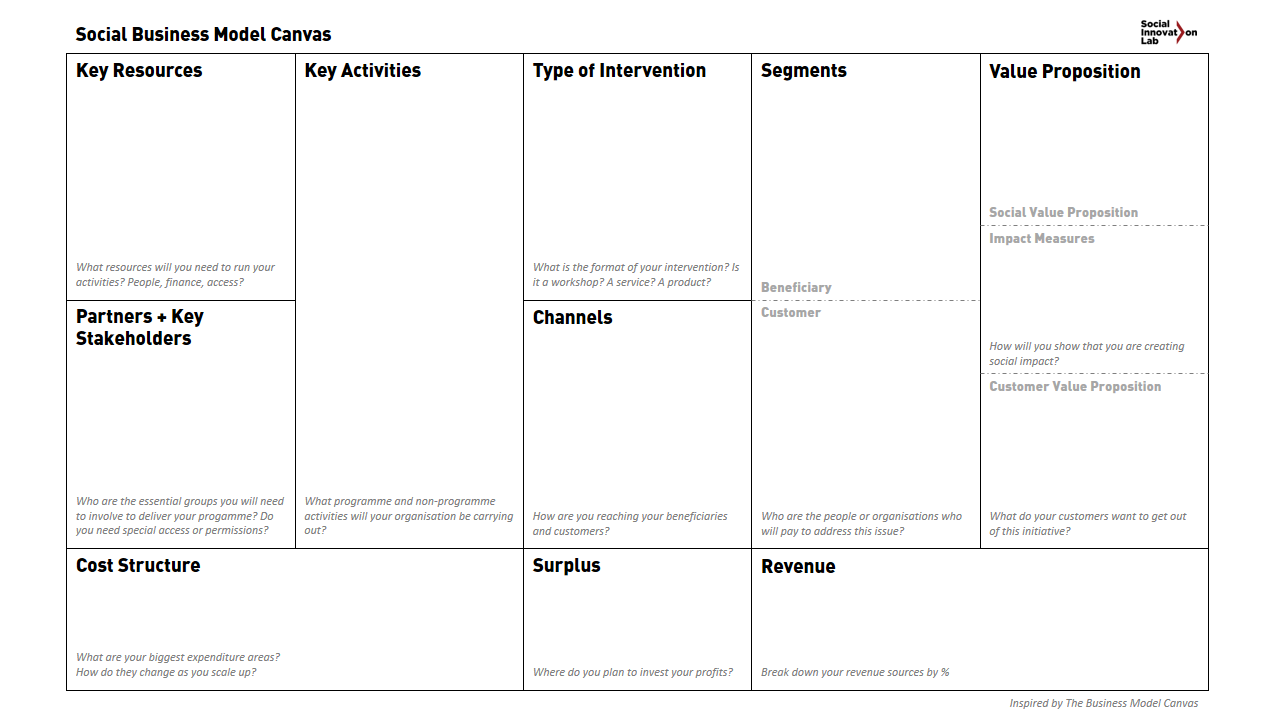 Social Business Model Canvas
Social
Innovation
Lab
Key Resources
What resources will you need to run your
activities? People, finance, access?
Partners + Key
Stakeholders
Who are the essential groups you will need
to involve to deliver your progamme? Do
you need special access or permissions?
Key Activities
What programme and non-programme
activities will your organisation be carrying
out?
Type of Intervention
What is the format of your intervention? Is
it a workshop? A service? A product?
Channels
How are you reaching your beneficiaries
and customers?
Segments
Beneficiary
Customer
Who are the people or organisations who
will pay to address this issue?
Value Proposition
Social Value Proposition
Impact Measures
How will you show that you are creating
social impact?
Customer Value Proposition
What do your customers want to get out
of this initiative?
Cost Structure
What are your biggest expenditure areas?
How do they change as you scale up?
Surplus
Where do you plan to invest your profits?
Revenue
Break down your revenue sources by %
Inspired by The Business Model Canvas